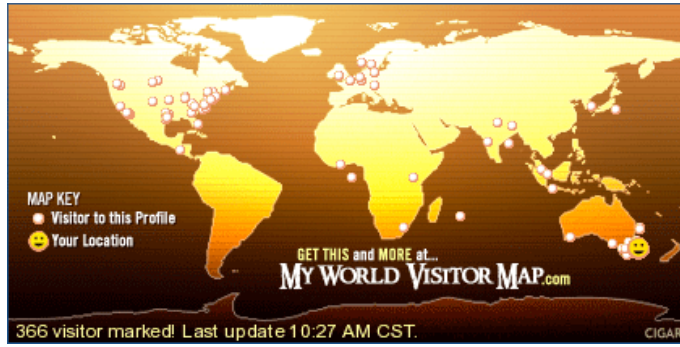 MAP KEY
Visitor to this Profile
Your Location
GET THIS and MORE at...
MY WORLD VISITOR MAP.com
366 visitor marked! Last update 10:27 AM CST.
CIGAR